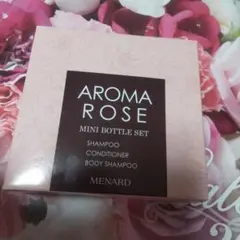 AROMA
ROSE
MINI BOTTLE SET
SHAMPOO
CONDITIONER
BODY SHAMPOO
MENARD